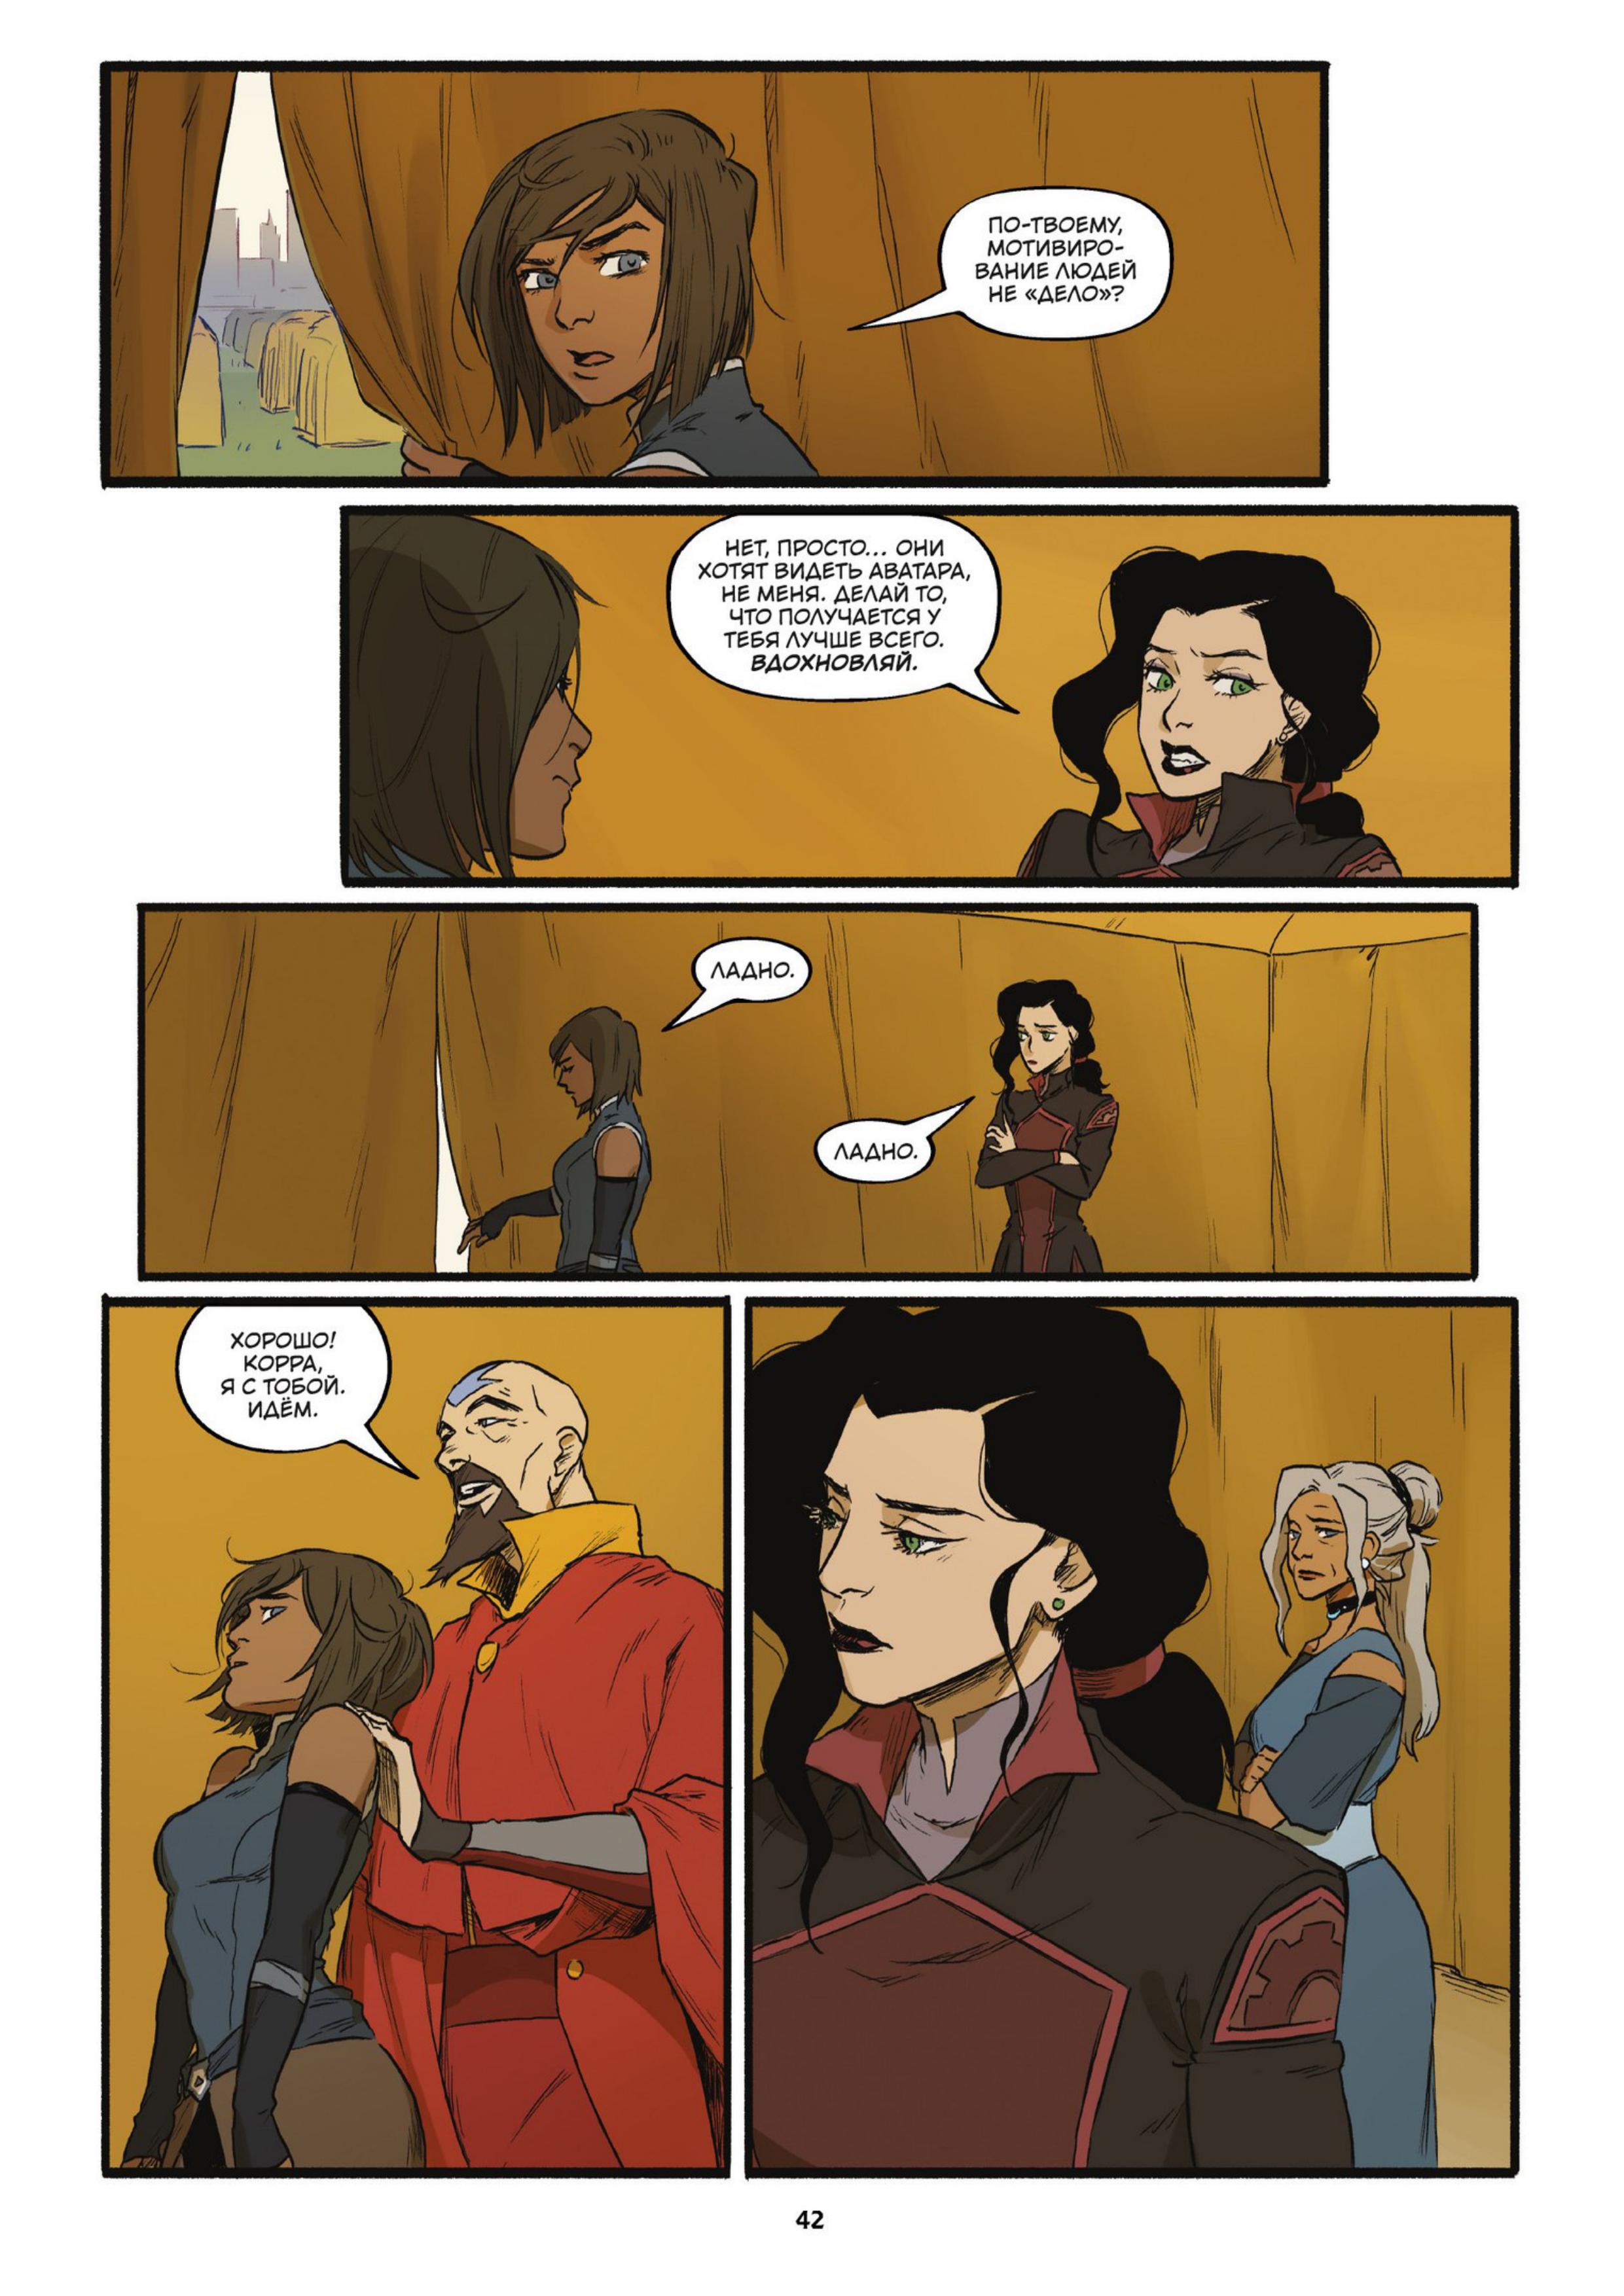 ПО-ТВОЕМУ,
МОТИВИРО-
ВАНИЕ ЛЮДЕЙ
НЕ «ДЕЛО»?
НЕТ, ПРОСТО... ОНИ
ХОТЯТ ВИДЕТЬ АВАТАРА,
НЕ МЕНЯ. ДЕЛАЙ ТО,
ЧТО ПОЛУЧАЕТСЯ У
ТЕБЯ ЛУЧШЕ ВСЕГО.
ВДОХНОВЛЯЙ.
ЛАДНО.
ЛАДНО.
ХОРОШО!
КОРРА,
Я С ТОБОЙ.
ИДЁМ.
42